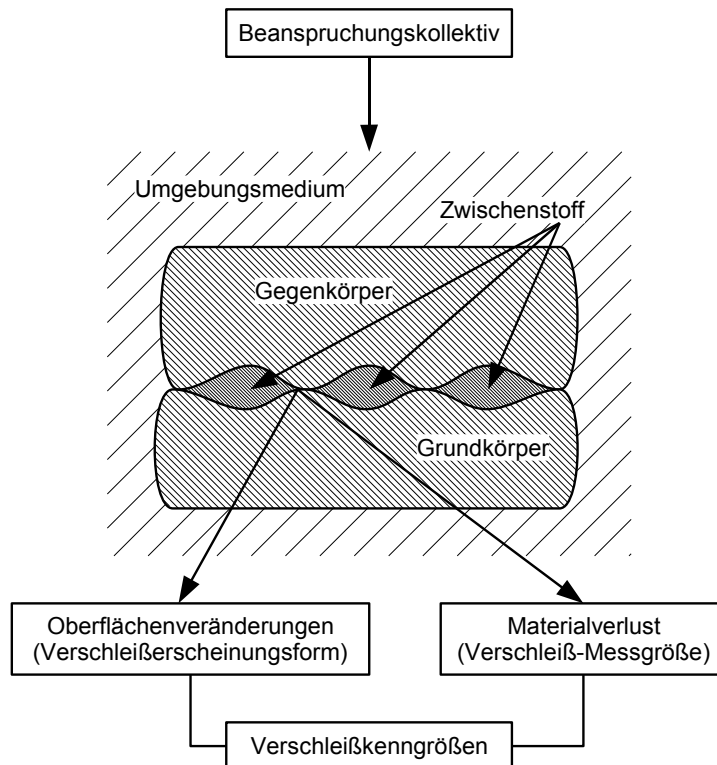 Beanspruchungskollektiv
Umgebungsmedium
Zwischenstoff
Gegenkörper
Grundkörper
Oberflächenveränderungen
(Verschleißerscheinungsform)
Materialverlust
(Verschleiß-Messgröße)
Verschleißkenngrößen